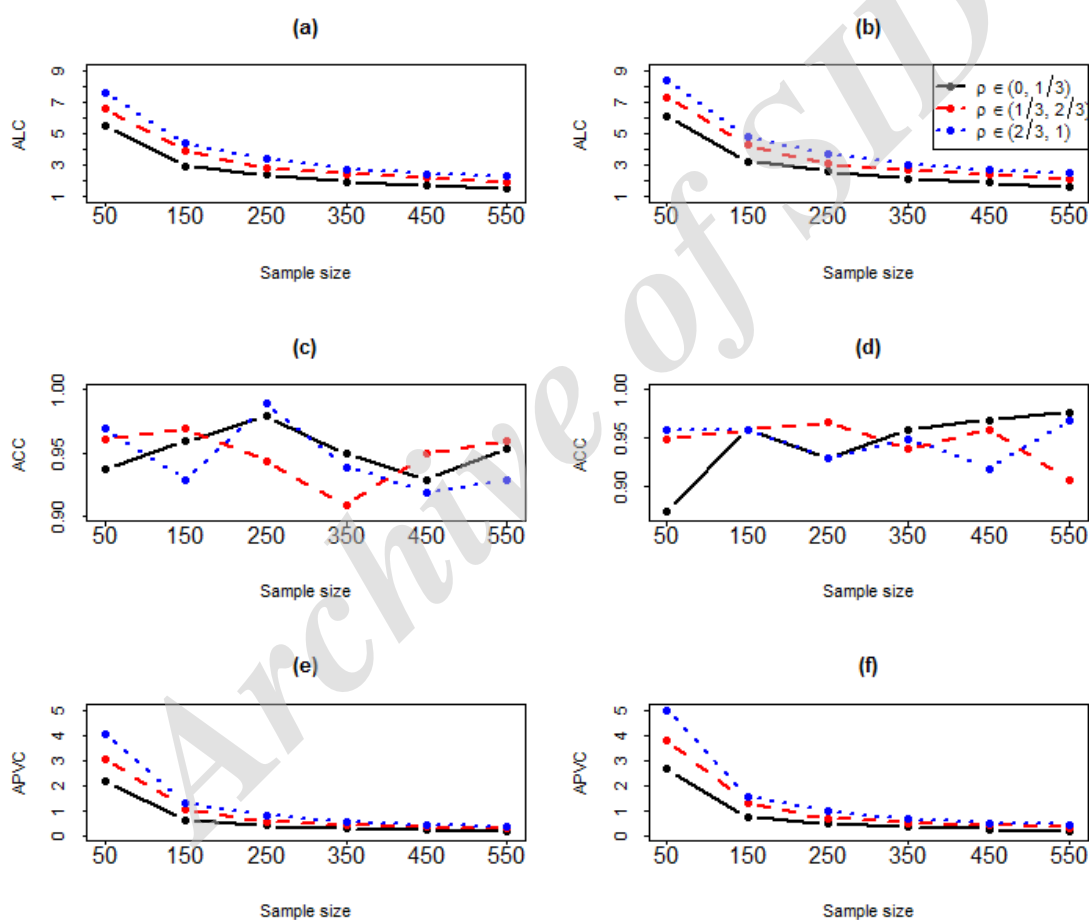 (a)
ALC
9
7
5
3
1
50 150 250 350 450 550
Sample size
(b)
ALC
9
7
5
3
1
ρ ∈ (0, 1/3)
ρ ∈ (1/3, 2/3)
ρ ∈ (2/3, 1)
50 150 250 350 450 550
Sample size
(c)
ACC
1.00
0.95
0.90
50 150 250 350 450 550
Sample size
(d)
ACC
1.00
0.95
0.90
50 150 250 350 450 550
Sample size
(e)
APVC
5
4
3
2
1
0
50 150 250 350 450 550
Sample size
(f)
APVC
5
4
3
2
1
0
50 150 250 350 450 550
Sample size
Archive of SID